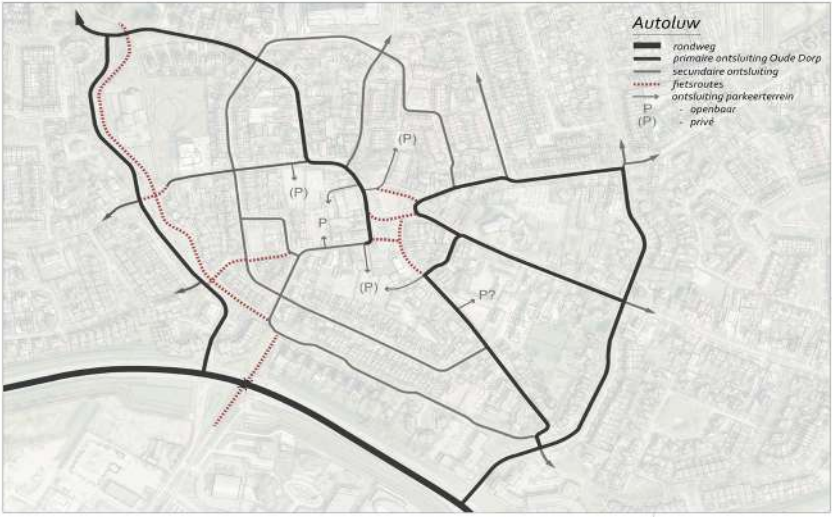 Autoluw
rondweg
primaire ontsluiting Oude Dorp
secundaire ontsluiting
fietsroutes
ontsluiting parkeerterrein
P - openbaar
(P) - privé
(P)
(P)
P
(P)
P?